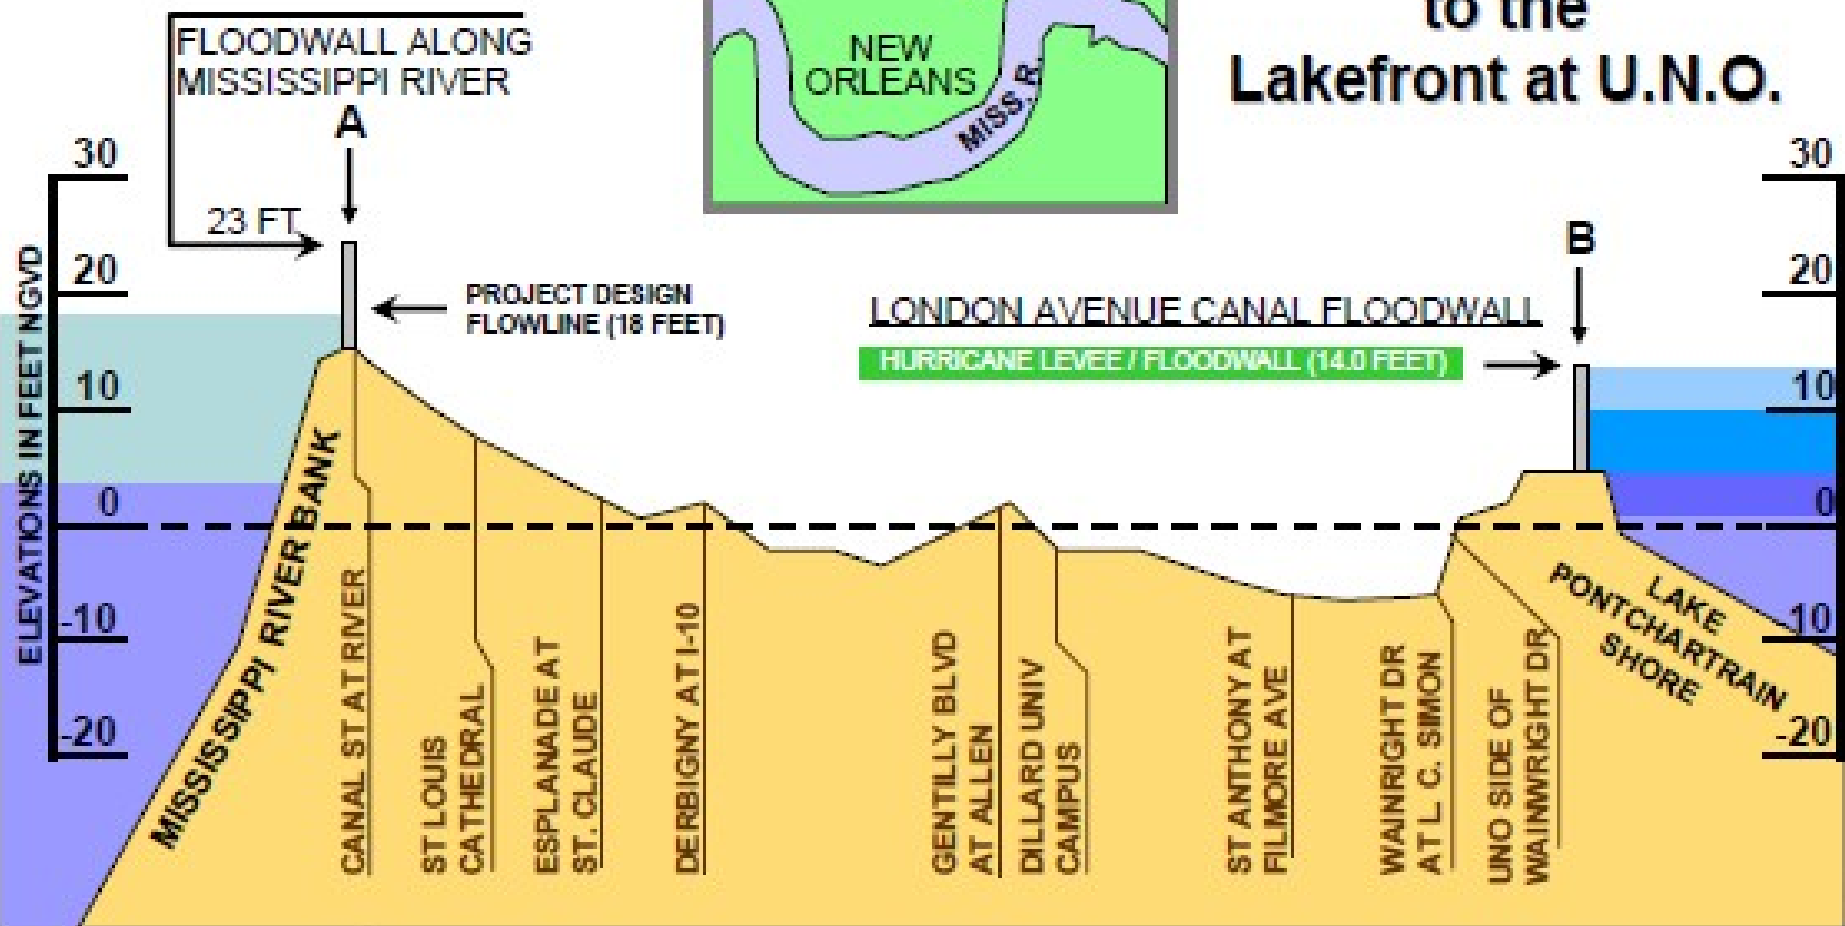 to the
Lakefront at U.N.O.
FLOODWALL ALONG
MISSISSIPPI RIVER
A
23 FT
NEW
ORLEANS
MISS. R.
PROJECT DESIGN
FLOWLINE (18 FEET)
LONDON AVENUE CANAL FLOODWALL
HURRICANE LEVEE / FLOODWALL (14.0 FEET)
B
ELEVATIONS IN FEET NGVD
30
20
10
0
-10
-20
30
20
10
0
10
-20
MISSISSIPPI RIVER BANK
CANAL ST AT RIVER
ST LOUIS
CATHEDRAL
ESPLANADE AT
ST. CLAUDE
DERBIGNY AT I-10
GENTILLY BLVD
AT ALLEN
DILLARD UNIV
CAMPUS
ST ANTHONY AT
FILMORE AVE
WAINRIGHT DR
AT L. C. SIMON
UNO SIDE OF
WAINWRIGHT DR
LAKE
PONTCHARTRAIN
SHORE